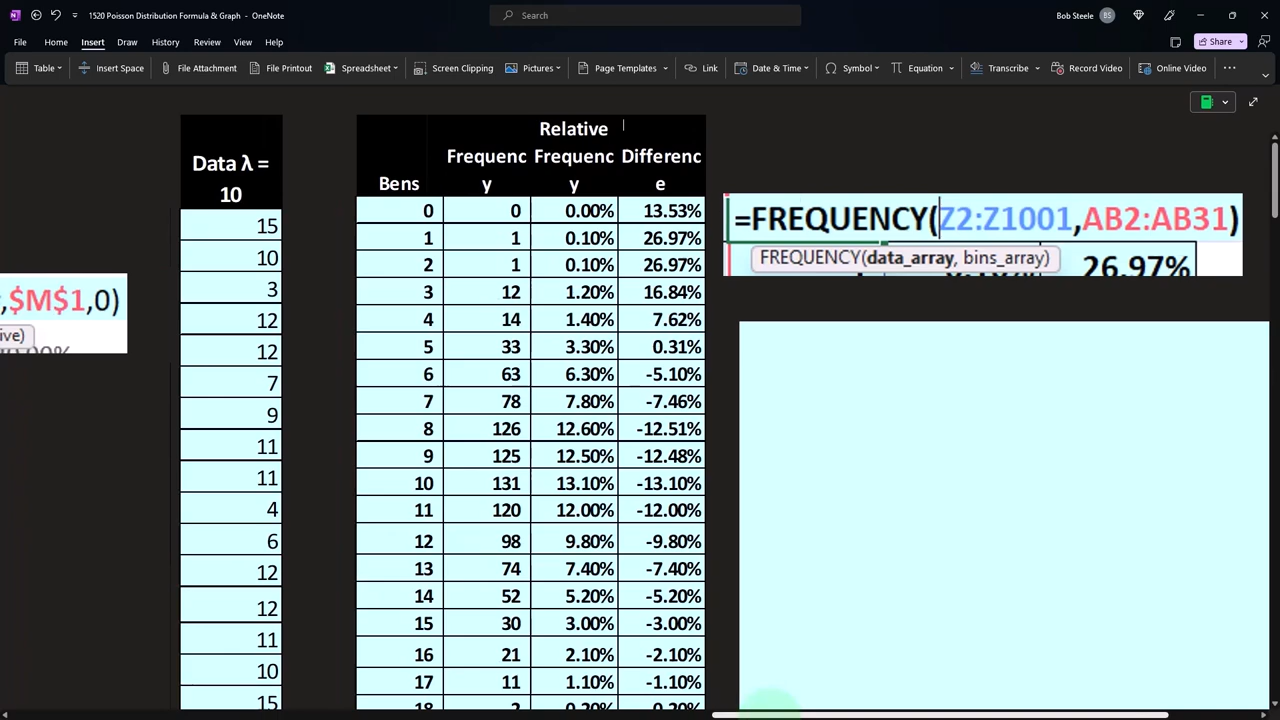 1520 Poisson Distribution Formula & Graph - OneNote
Search
Bob Steele
BS
File Home Insert Draw History Review View Help
Share
Table
Insert Space
File Attachment
File Printout
Spreadsheet
Screen Clipping
Pictures
Page Templates
Link
Date & Time
Symbol
Equation
Transcribe
Record Video
Online Video
,$M$1,0)
ive)
Data λ =
10
15
10
3
12
12
7
9
11
11
4
6
12
12
11
10
15
Relative
Frequenc Frequenc Differenc
Bens y y e
0 0 0.00% 13.53%
1 1 0.10% 26.97%
2 1 0.10% 26.97%
3 12 1.20% 16.84%
4 14 1.40% 7.62%
5 33 3.30% 0.31%
6 63 6.30% -5.10%
7 78 7.80% -7.46%
8 126 12.60% -12.51%
9 125 12.50% -12.48%
10 131 13.10% -13.10%
11 120 12.00% -12.00%
12 98 9.80% -9.80%
13 74 7.40% -7.40%
14 52 5.20% -5.20%
15 30 3.00% -3.00%
16 21 2.10% -2.10%
17 11 1.10% -1.10%
=FREQUENCY(Z2:Z1001,AB2:AB31)
FREQUENCY(data_array, bins_array)
26.97%